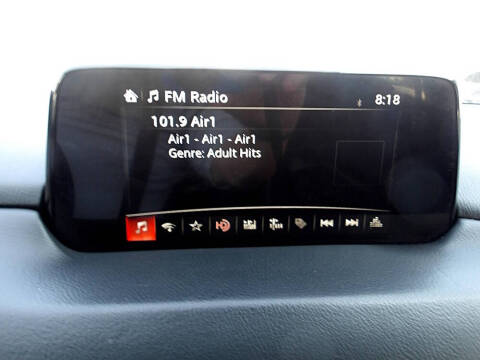 FM Radio
8:18
101.9 Air1
Air1 - Air1 - Air1
Genre: Adult Hits